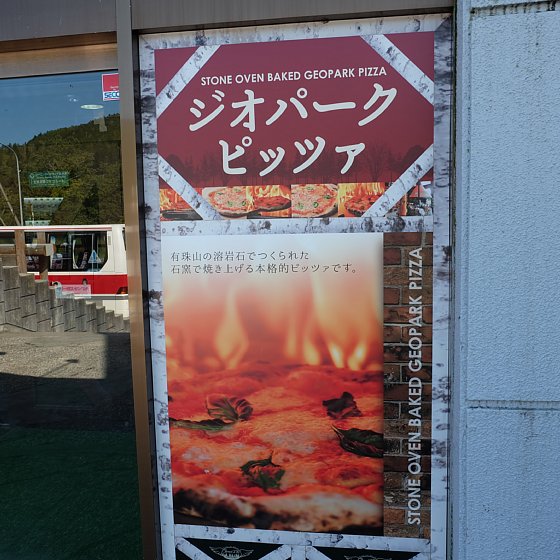 STONE OVEN BAKED GEOPARK PIZZA
ジオパーク
ピッツァ
有珠山の溶岩石でつくられた
石窯で焼き上げる本格的ピッツァです。
STONE OVEN BAKED GEOPARK PIZZA